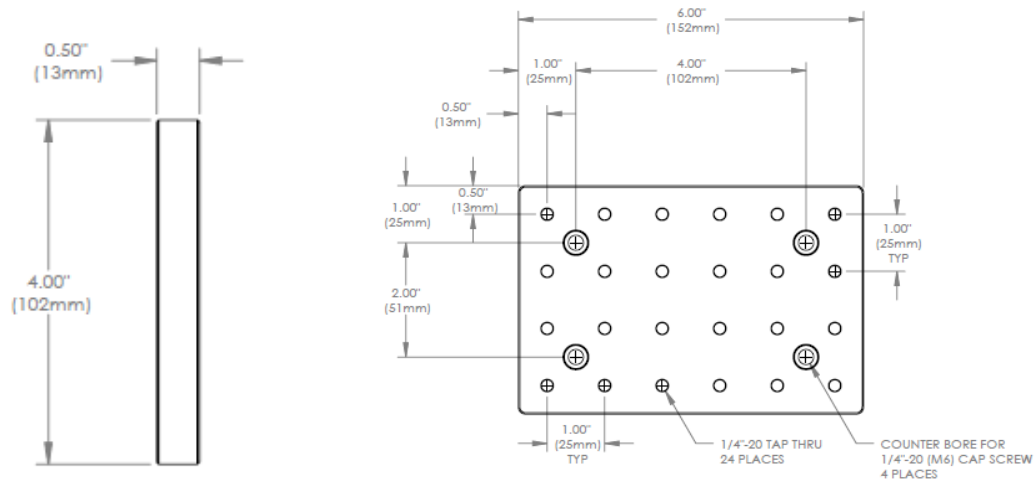 0.50"
(13mm)
4.00"
(102mm)
6.00"
(152mm)
1.00"
(25mm)
4.00"
(102mm)
0.50"
(13mm)
1.00"
(25mm)
0.50"
(13mm)
2.00"
(51mm)
1.00"
(25mm)
TYP
1.00"
(25mm)
TYP
1/4"-20 TAP THRU
24 PLACES
COUNTER BORE FOR
1/4"-20 (M6) CAP SCREW
4 PLACES